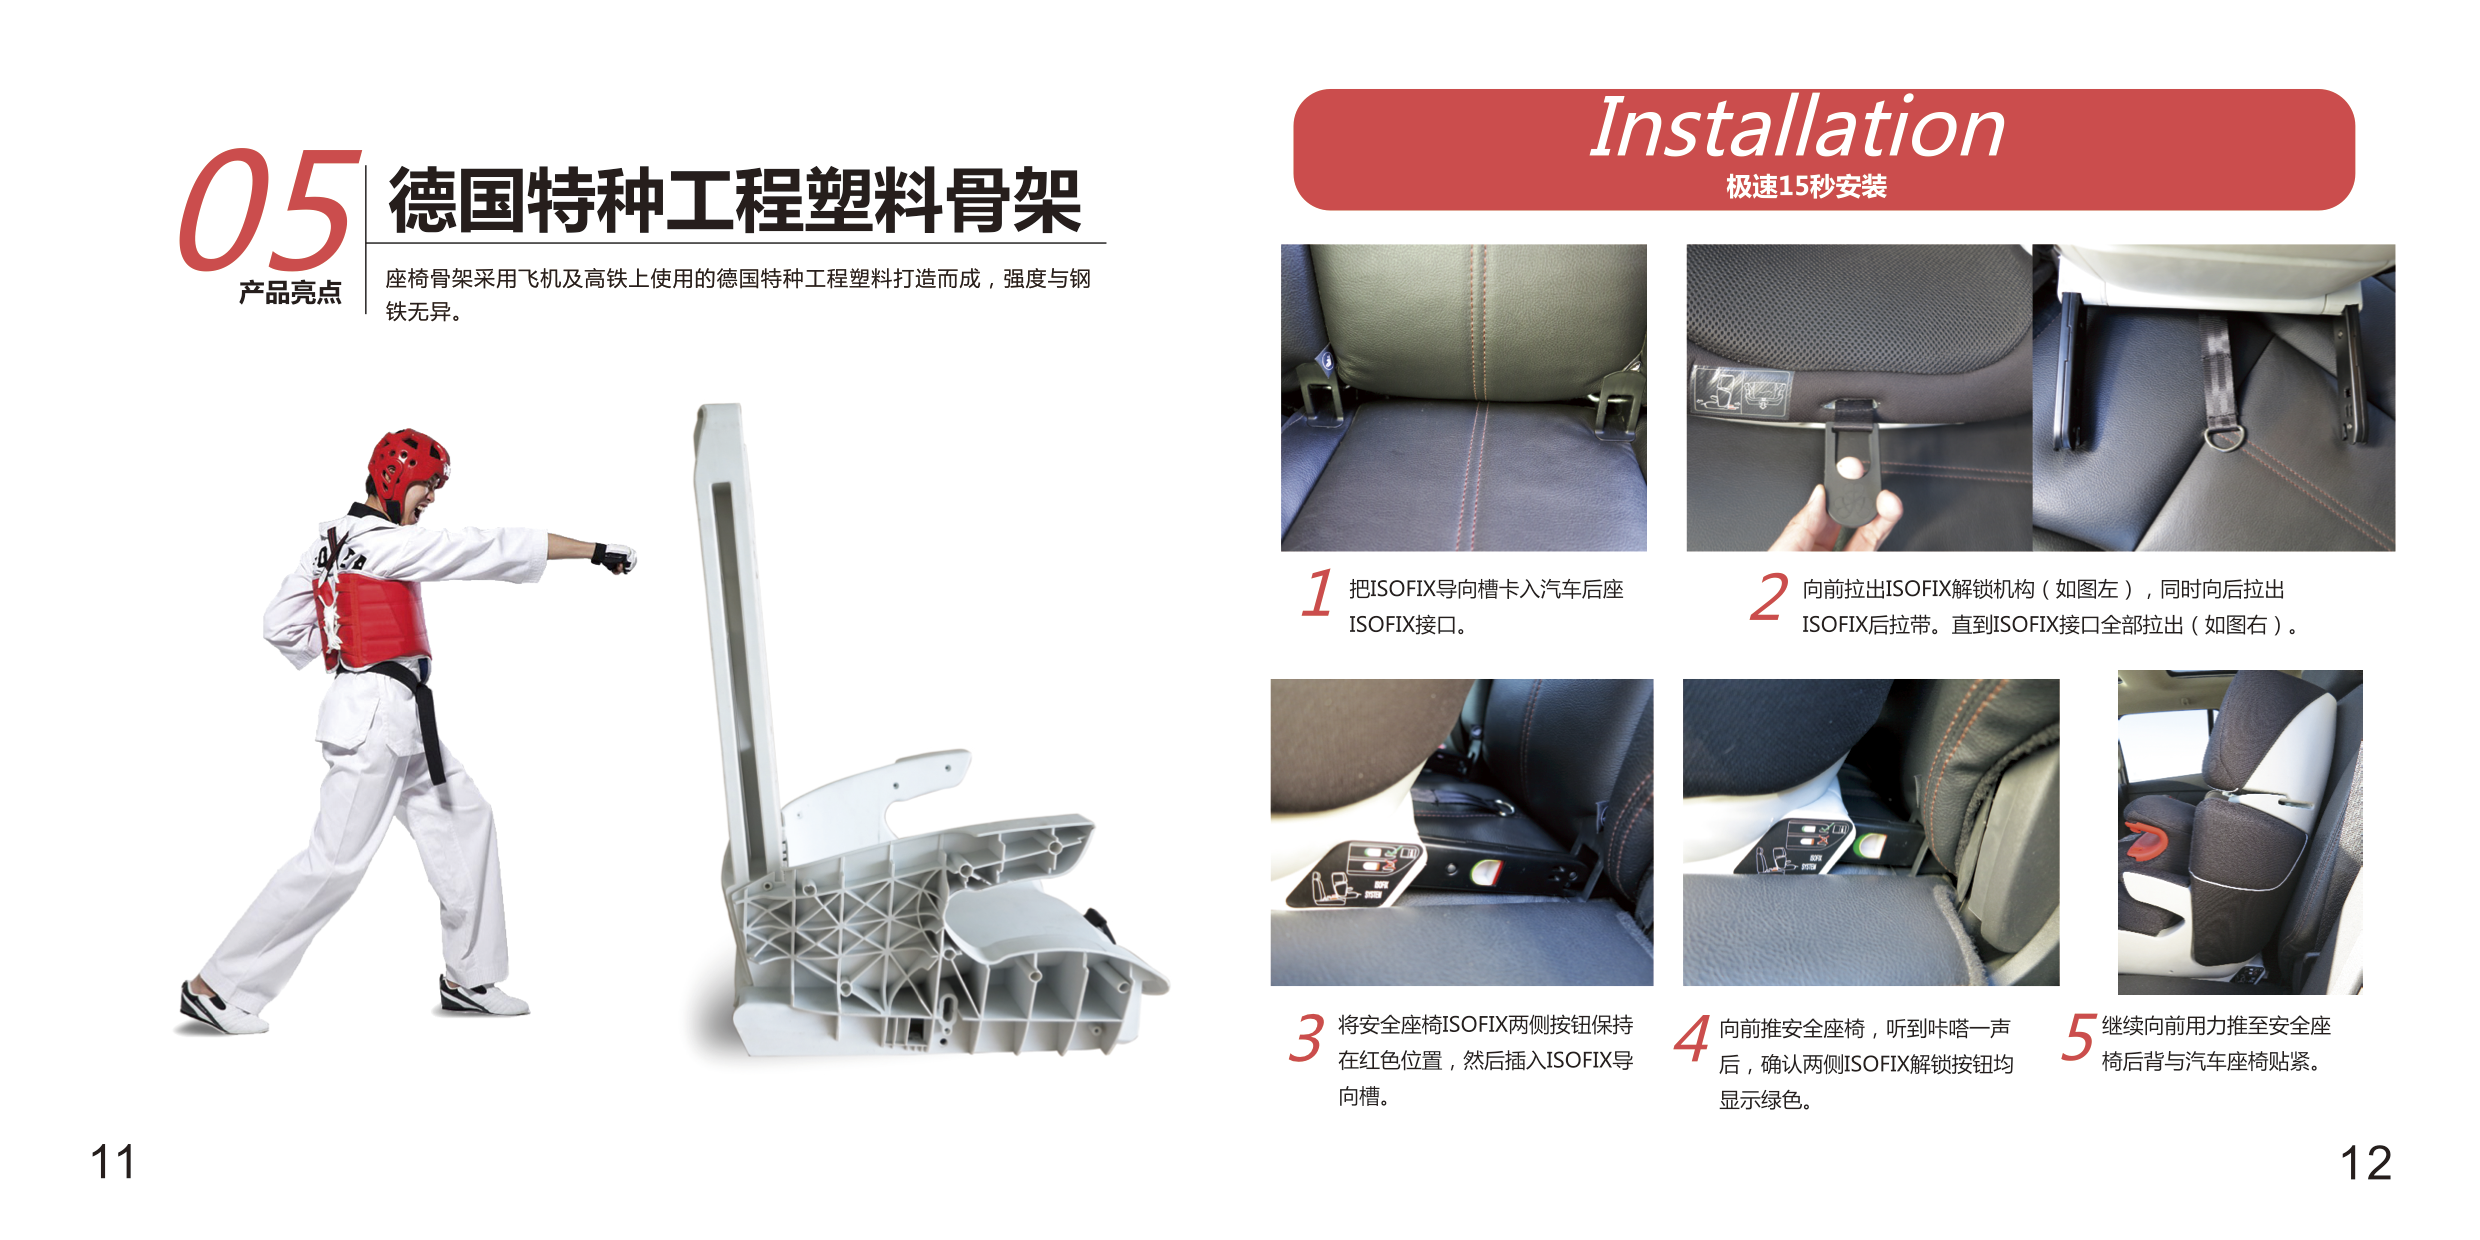 05
产品亮点
德国特种工程塑料骨架
座椅骨架采用飞机及高铁上使用的德国特种工程塑料打造而成，强度与钢
铁无异。
11
Installation
极速15秒安装
1
把ISOFIX导向槽卡入汽车后座
ISOFIX接口。
2
向前拉出ISOFIX解锁机构（如图左），同时向后拉出
ISOFIX后拉带。直到ISOFIX接口全部拉出（如图右）。
ISOFIX
SYSTEM
ISOFIX
SYSTEM
3
将安全座椅ISOFIX两侧按钮保持
在红色位置，然后插入ISOFIX导
向槽。
4
向前推安全座椅，听到咔嗒一声
后，确认两侧ISOFIX解锁按钮均
显示绿色。
5
继续向前用力推至安全座
椅后背与汽车座椅贴紧。
12